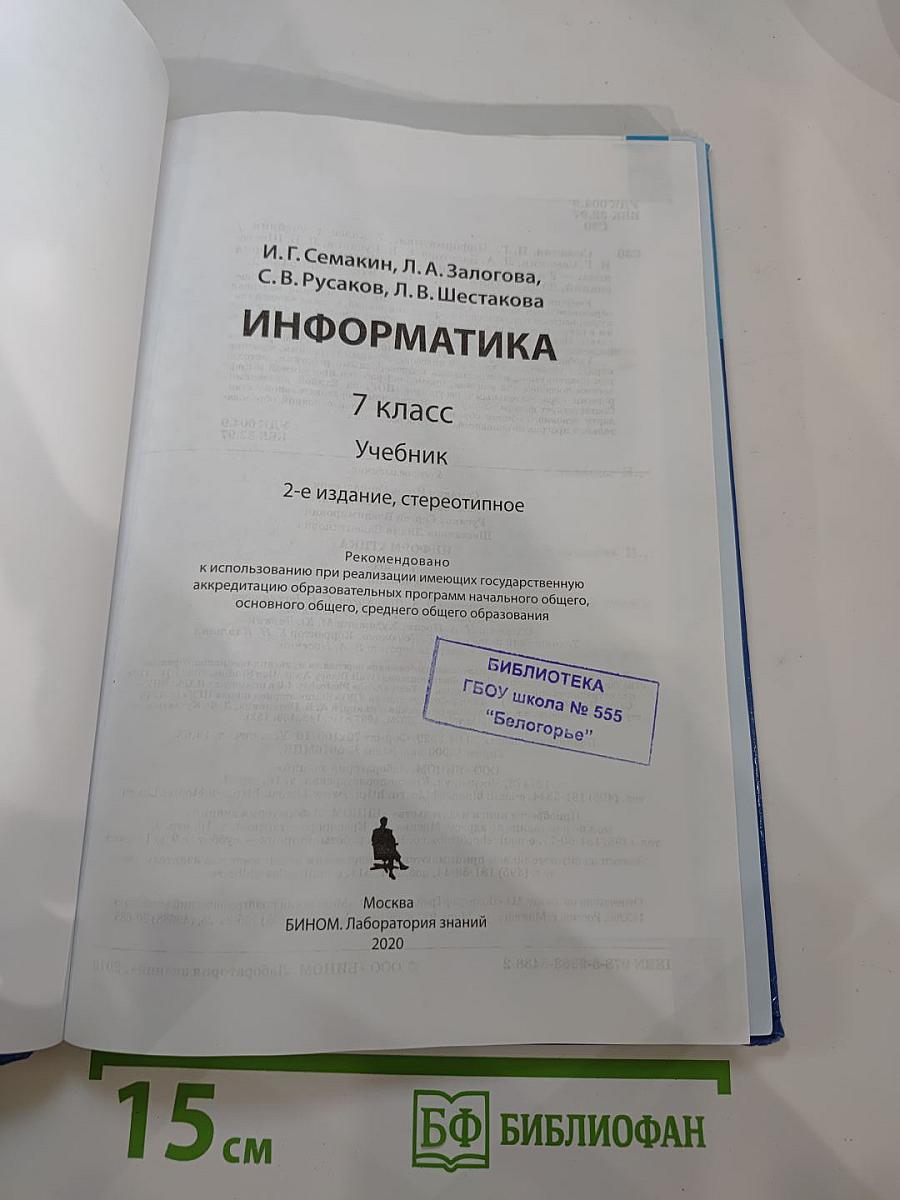 И. Г. Семакин, Л. А. Залогова,
С. В. Русаков, Л. В. Шестакова
ИНФОРМАТИКА
7 класс
Учебник
2-е издание, стереотипное
Рекомендовано
к использованию при реализации имеющих государственную
аккредитацию образовательных программ начального общего,
основного общего, среднего общего образования
БИБЛИОТЕКА
ГБОУ школа № 555
"Белогорье"
Москва
БИНОМ. Лаборатория знаний
2020
15 см
БФ БИБЛИОФАН